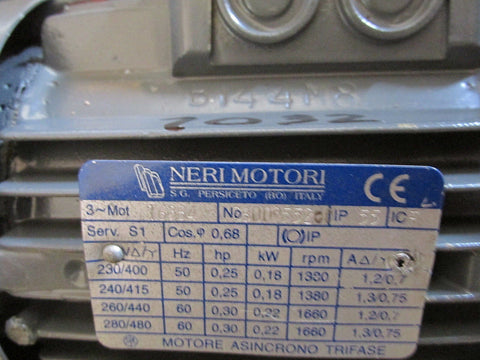 5144M8
2032
NERI MOTORI
S.G. PERSICETO (BO) ITALY
CE
3~Mot No IP 55 IC
Serv. S1 Cos.φ 0,68 IP
V Δ/Y Hz hp kW rpm A Δ/Y
230/400 50 0,25 0,18 1330 1,2/0,7
240/415 50 0,25 0,18 1380 1,3/0,75
260/440 60 0,30 0,22 1660 1,2/0,7
280/480 60 0,30 0,22 1660 1,3/0,75
MOTORE ASINCRONO TRIFASE